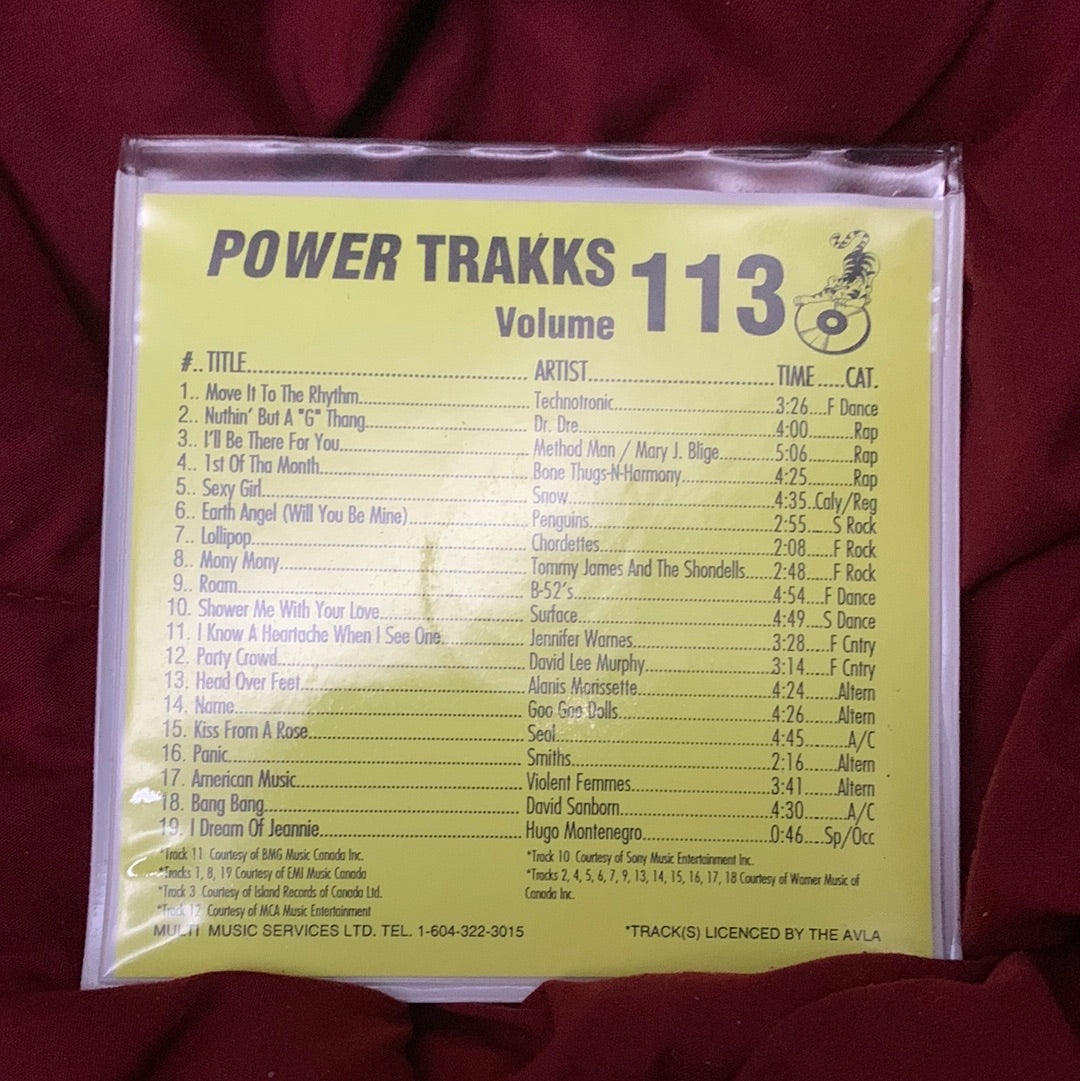 POWER TRAKKS 113
Volume
#.. TITLE.......... ARTIST.......... TIME.....CAT.
1.. Move It To The Rhythm.......... Technotronic..........3:26....F Dance
2.. Nuthin' But A "G" Thang.......... Dr. Dre..........4:00..........Rap
3.. I'll Be There For You.......... Method Man / Mary J. Blige..........5:06.......Rap
4.. 1st Of Tha Month.......... Bone Thugs-N-Harmony..........4:25.......Rap
5.. Sexy Girl.......... Snow..........4:35..Caly/Reg
6.. Earth Angel (Will You Be Mine).......... Penguins..........2:55.....S Rock
7.. Lollipop.......... Chordettes..........2:08.....F Rock
8.. Mony Mony.......... Tommy James And The Shondells......2:48.....F Rock
9.. Roam.......... B-52's..........4:54....F Dance
10. Shower Me With Your Love.......... Surface..........4:49....S Dance
11. I Know A Heartache When I See One.......... Jennifer Warnes..........3:28.....F Cntry
12. Party Crowd.......... David Lee Murphy..........3:14....F Cntry
13. Head Over Feet.......... Alanis Morissette..........4:24......Altern
14. Name.......... Goo Goo Dolls..........4:26......Altern
15. Kiss From A Rose.......... Seal..........4:45........A/C
16. Panic.......... Smiths..........2:16......Altern
17. American Music.......... Violent Femmes..........3:41......Altern
18. Bang Bang.......... David Sanborn..........4:30.........A/C
19. I Dream Of Jeannie.......... Hugo Montenegro..........0:46....Sp/Occ
*Track 11 Courtesy of BMG Music Canada Inc.
*Tracks 1, 8, 19 Courtesy of EMI Music Canada
*Track 3 Courtesy of Island Records of Canada Ltd.
*Track 12 Courtesy of MCA Music Entertainment
*Track 10 Courtesy of Sony Music Entertainment Inc.
*Tracks 2, 4, 5, 6, 7, 9, 13, 14, 15, 16, 17, 18 Courtesy of Warner Music of
Canada Inc.
MULTI MUSIC SERVICES LTD. TEL. 1-604-322-3015 *TRACK(S) LICENCED BY THE AVLA